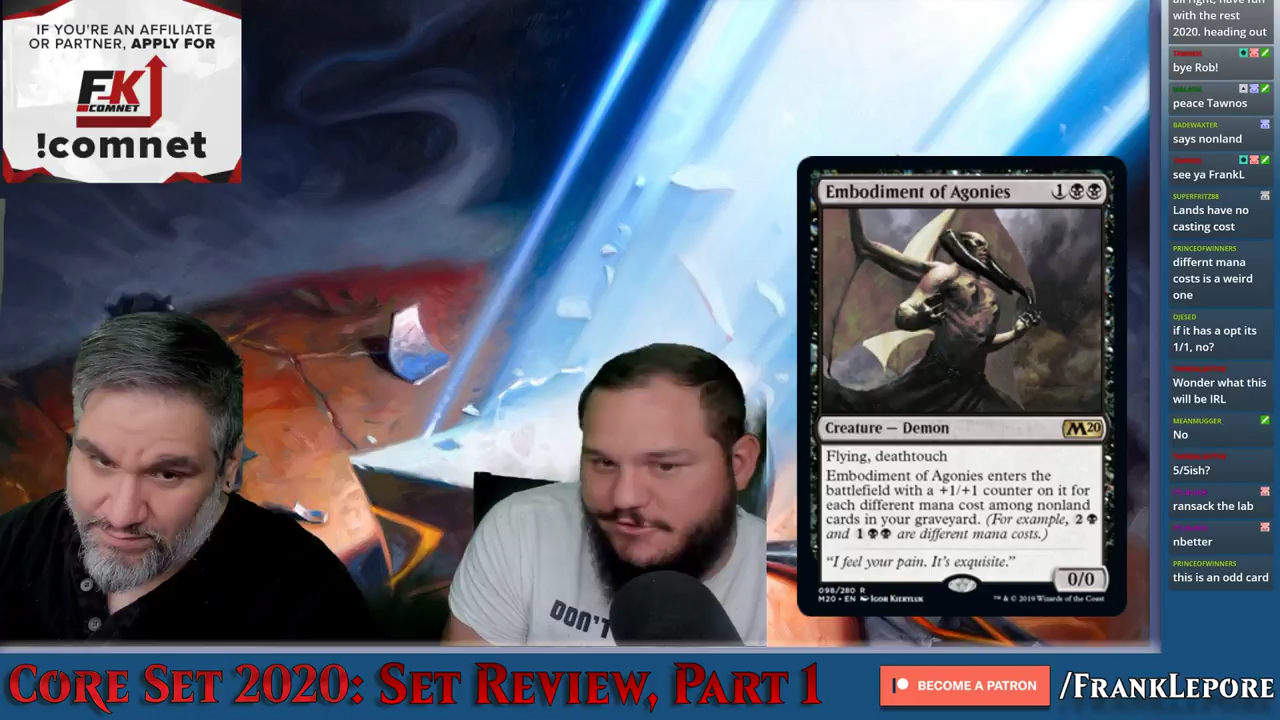 IF YOU'RE AN AFFILIATE
OR PARTNER, APPLY FOR
FK
COMNET
!comnet
Embodiment of Agonies 1
Creature — Demon M20
Flying, deathtouch
Embodiment of Agonies enters the
battlefield with a +1/+1 counter on it for
each different mana cost among nonland
cards in your graveyard. (For example, 2
and 1 are different mana costs.)
"I feel your pain. It's exquisite."
0/0
098/280 R
M20 • EN IGOR KIERYLUK
™ & © 2019 Wizards of the Coast
DON'T
all right, have fun
with the rest
2020. heading out
bye Rob!
peace Tawnos
BADEWAXTER
says nonland
see ya FrankL
SUPERFRITZ88
Lands have no
casting cost
PRINCEOFWINNERS
differnt mana
costs is a weird
one
OJESED
if it has a opt its
1/1, no?
Wonder what this
will be IRL
MEANMUGGER
No
5/5ish?
ransack the lab
nbetter
PRINCEOFWINNERS
this is an odd card
CORE SET 2020: SET REVIEW, PART 1
BECOME A PATRON
/FRANKLEPORE